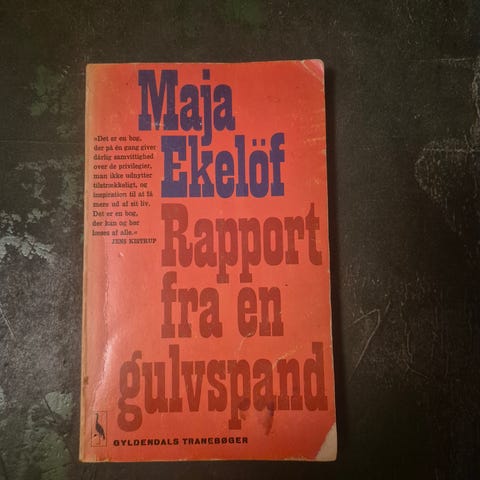 Maja
Ekelöf
»Det er en bog,
der på én gang giver
dårlig samvittighed
over de privilegier,
man ikke udnytter
tilstrækkeligt, og
inspiration til at få
mere ud af sit liv.
Det er en bog,
der kan og bør
læses af alle.«
JENS KISTRUP
Rapport
fra en
gulvspand
GYLDENDALS TRANEBØGER